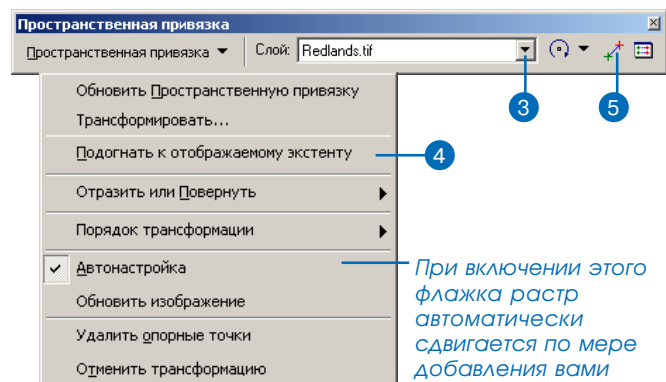 Пространственная привязка
Пространственная привязка Слой: Redlands.tif
3 5
Обновить Пространственную привязку
Трансформировать...
Подогнать к отображаемому экстенту 4
Отразить или Повернуть
Порядок трансформации
Автонастройка
Обновить изображение
Удалить опорные точки
Отменить трансформацию
При включении этого
флажка растр
автоматически
сдвигается по мере
добавления вами